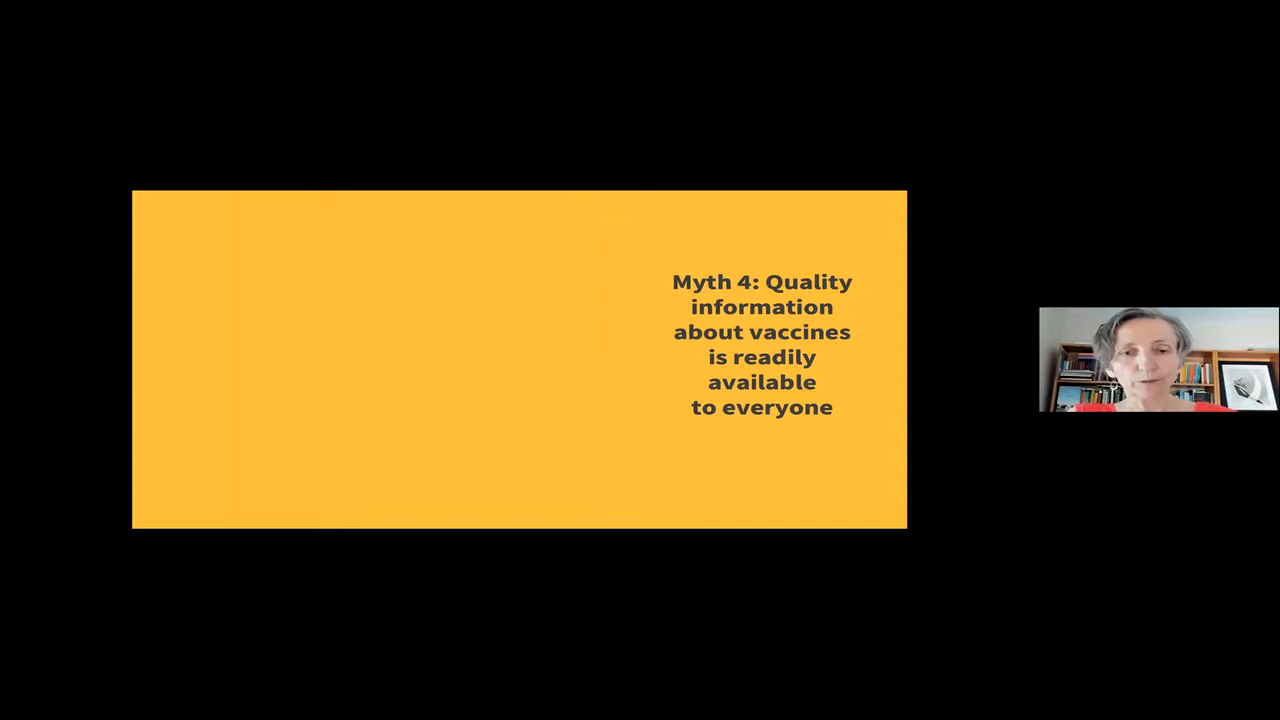 Myth 4: Quality
information
about vaccines
is readily
available
to everyone